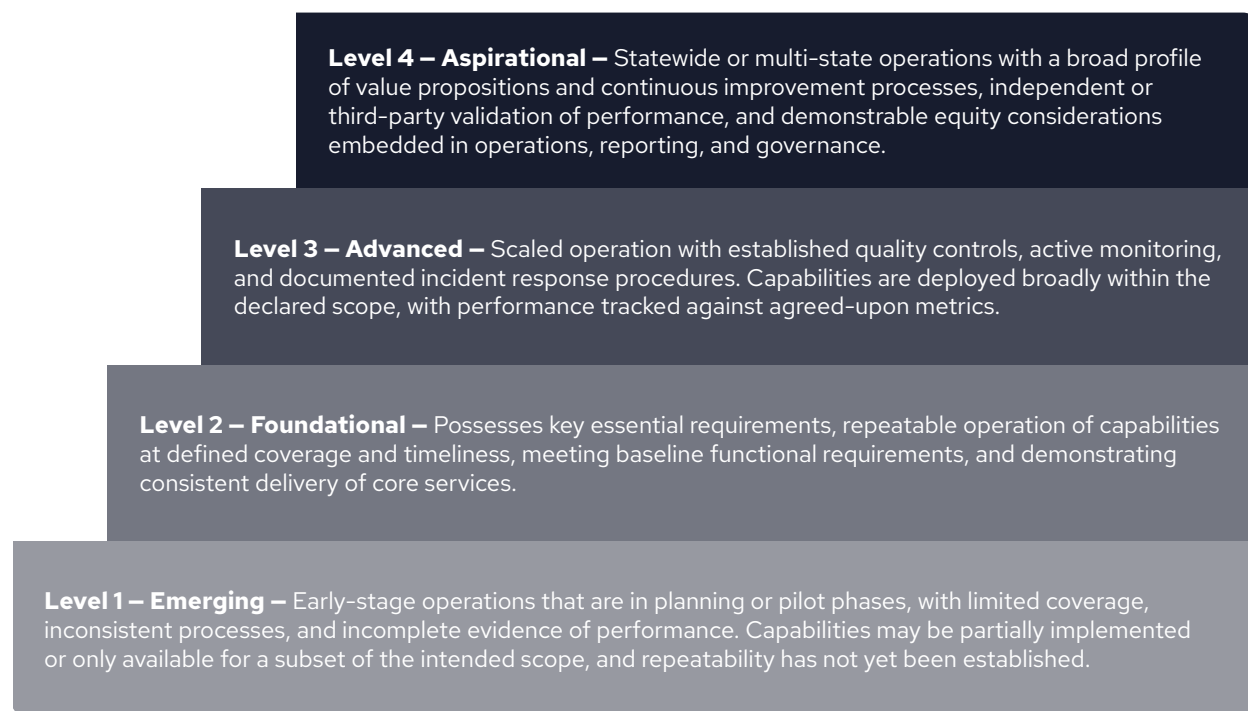 Level 4 – Aspirational – Statewide or multi-state operations with a broad profile
of value propositions and continuous improvement processes, independent or
third-party validation of performance, and demonstrable equity considerations
embedded in operations, reporting, and governance.
Level 3 – Advanced – Scaled operation with established quality controls, active monitoring,
and documented incident response procedures. Capabilities are deployed broadly within the
declared scope, with performance tracked against agreed-upon metrics.
Level 2 – Foundational – Possesses key essential requirements, repeatable operation of capabilities
at defined coverage and timeliness, meeting baseline functional requirements, and demonstrating
consistent delivery of core services.
Level 1 – Emerging – Early-stage operations that are in planning or pilot phases, with limited coverage,
inconsistent processes, and incomplete evidence of performance. Capabilities may be partially implemented
or only available for a subset of the intended scope, and repeatability has not yet been established.